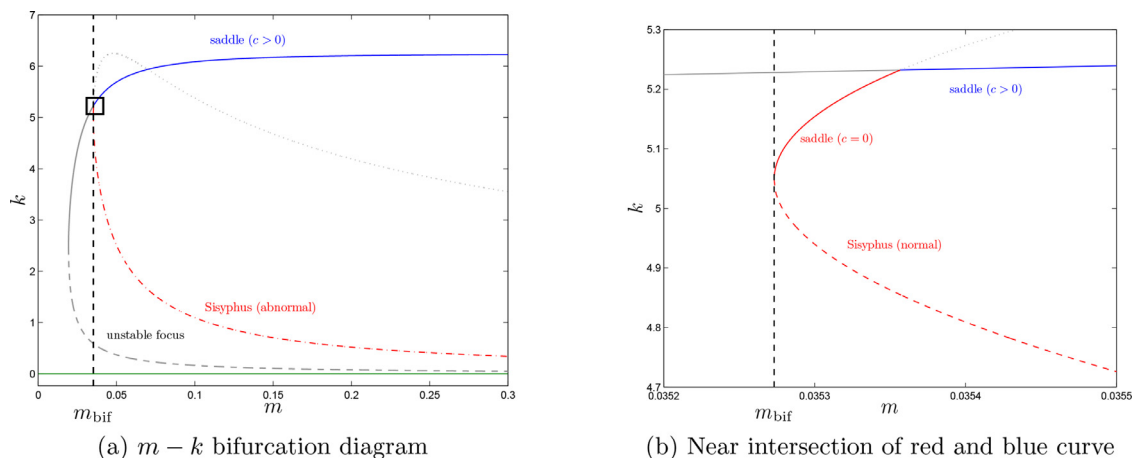 7
6
5
4
3
2
1
0
k
saddle (c > 0)
Sisyphus (abnormal)
unstable focus
0
0.05
0.1
0.15
0.2
0.25
0.3
m_bif
m
(a) m − k bifurcation diagram
5.3
5.2
5.1
5
4.9
4.8
4.7
k
saddle (c > 0)
saddle (c = 0)
Sisyphus (normal)
0.0352
0.0353
0.0354
0.0355
m_bif
m
(b) Near intersection of red and blue curve